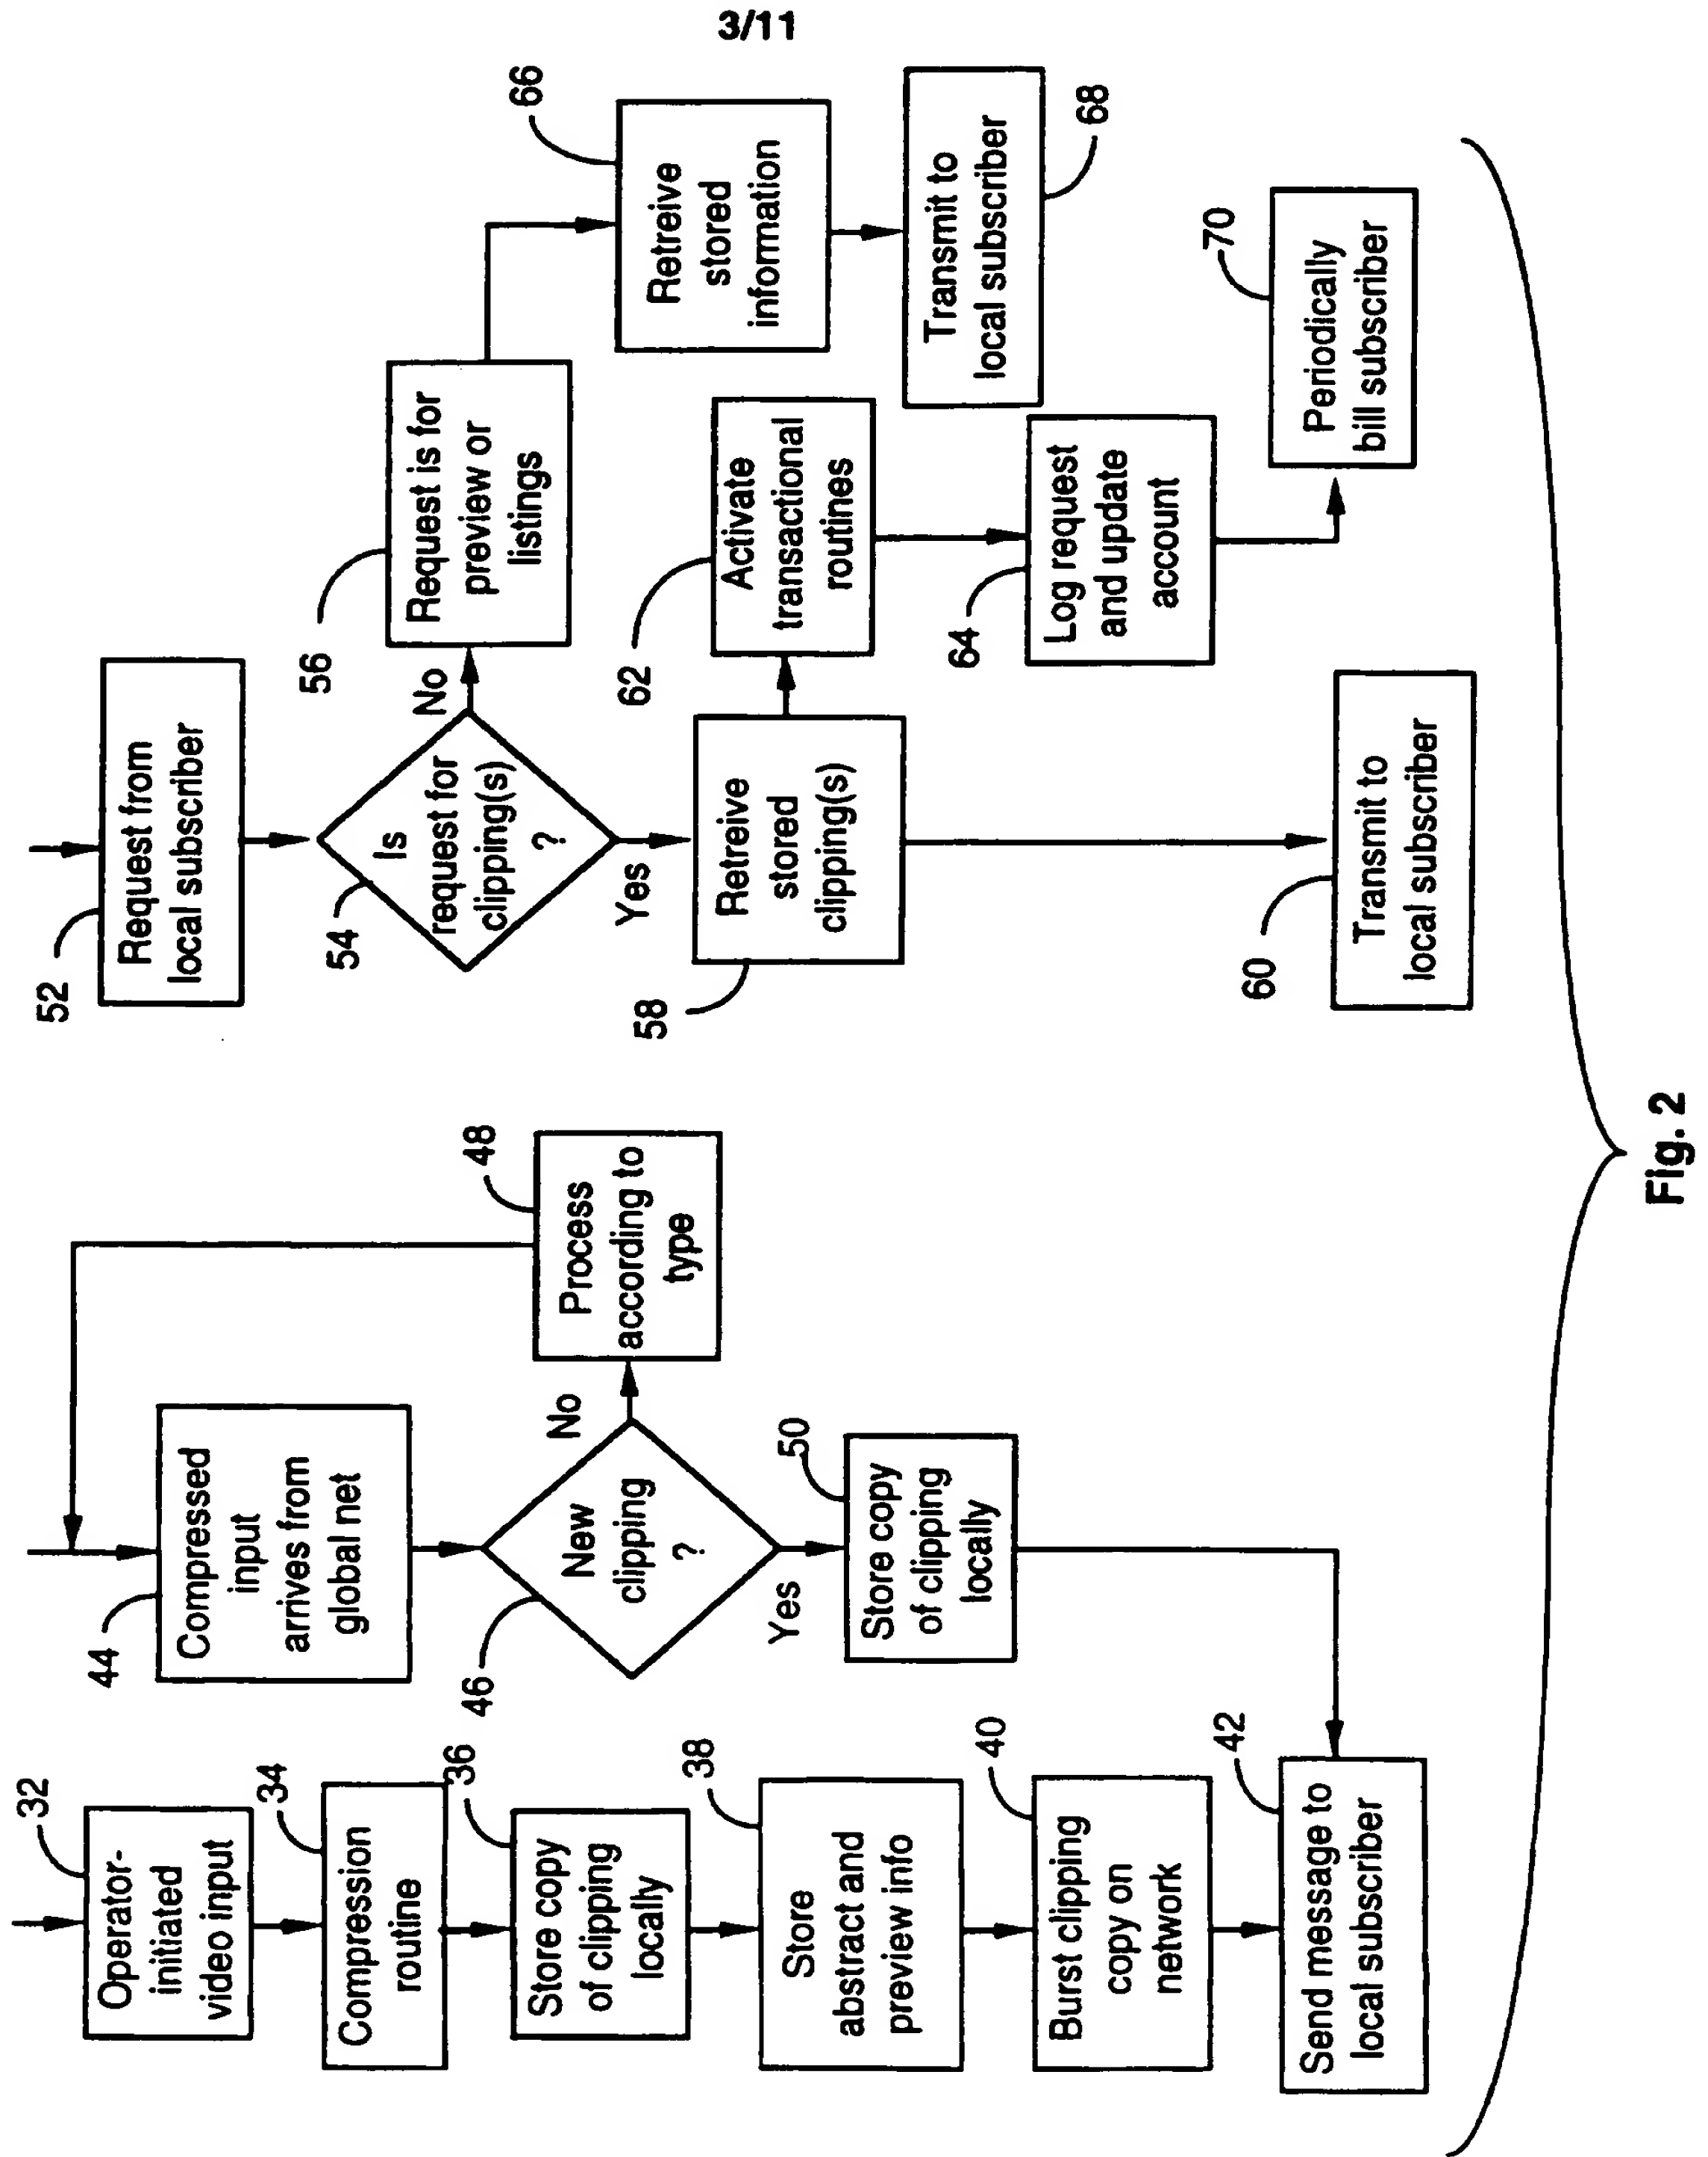 3/11
32
Operator-
initiated
video input
34
Compression
routine
36
Store copy
of clipping
locally
38
Store
abstract and
preview info
40
Burst clipping
copy on
network
42
Send message to
local subscriber
44
Compressed
input
arrives from
global net
46
New
clipping
?
No
Yes
48
Process
according to
type
50
Store copy
of clipping
locally
52
Request from
local subscriber
54
Is
request for
clipping(s)
?
No
Yes
56
Request is for
preview or
listings
58
Retreive
stored
clipping(s)
60
Transmit to
local subscriber
62
Activate
transactional
routines
64
Log request
and update
account
66
Retreive
stored
information
68
Transmit to
local subscriber
70
Periodically
bill subscriber
Fig. 2